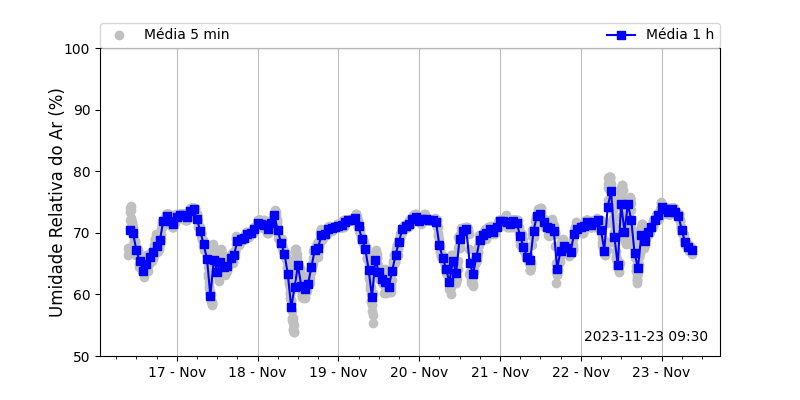 Média 5 min
Média 1 h
Umidade Relativa do Ar (%)
100
90
80
70
60
50
2023-11-23 09:30
17 - Nov
18 - Nov
19 - Nov
20 - Nov
21 - Nov
22 - Nov
23 - Nov